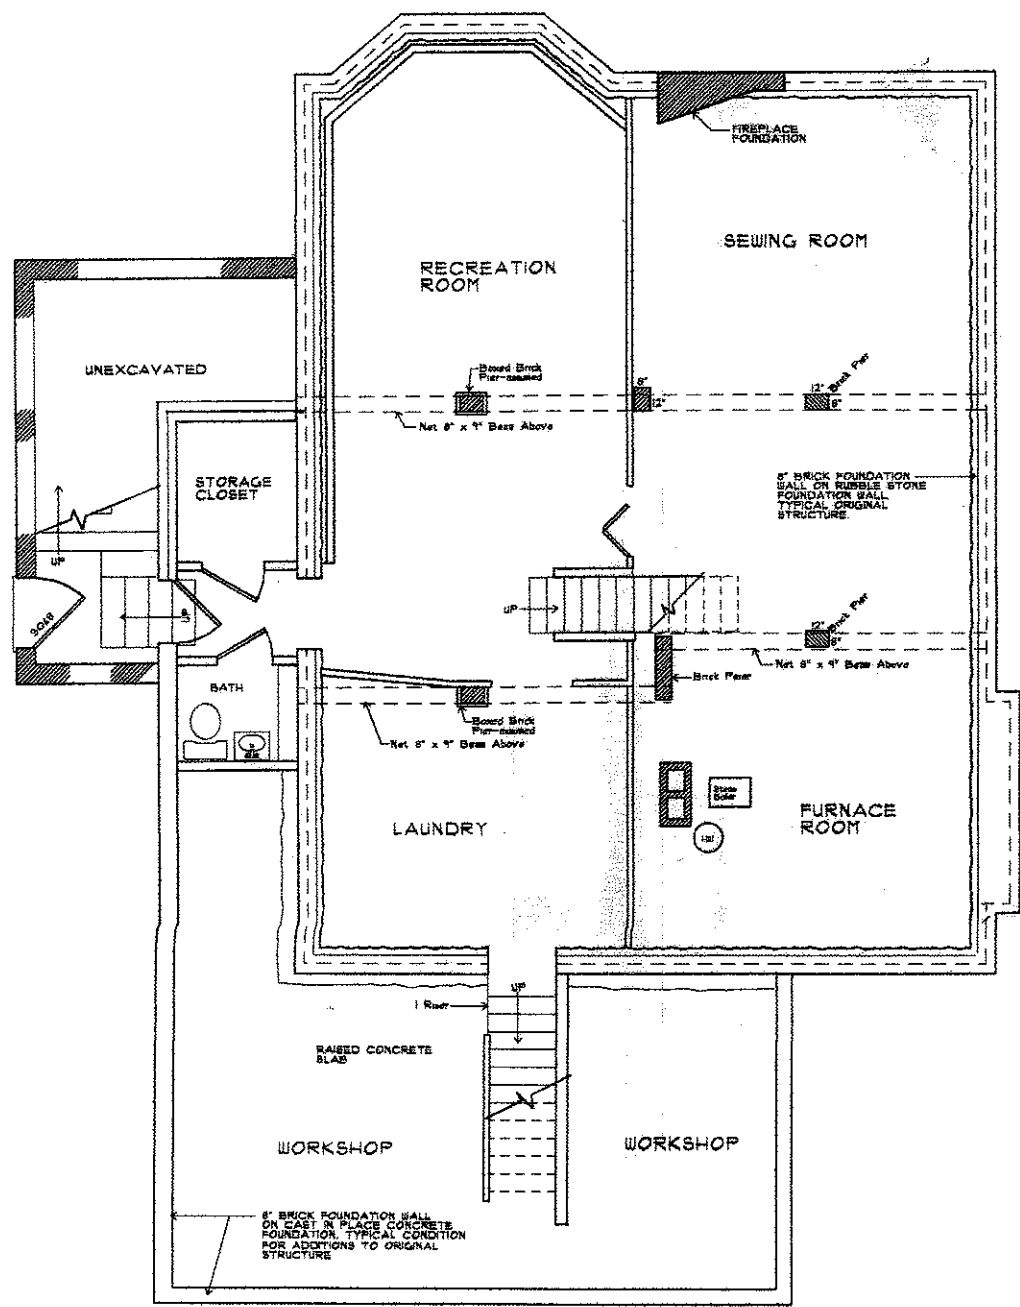 FIREPLACE
FOUNDATION
SEWING ROOM
RECREATION
ROOM
UNEXCAVATED
Boxed Brick
Pier-assumed
8"
12"
12"
Brick Pier
8"
Net 8" x 9" Beam Above
STORAGE
CLOSET
8" BRICK FOUNDATION
WALL ON RUBBLE STONE
FOUNDATION WALL
TYPICAL ORIGINAL
STRUCTURE.
UP
3068
UP
12"
Brick Pier
8"
Net 8" x 9" Beam Above
Brick Pier
BATH
Boxed Brick
Pier-assumed
Net 8" x 9" Beam Above
LAUNDRY
FURNACE
ROOM
HW
UP
1 Riser
RAISED CONCRETE
SLAB
WORKSHOP
WORKSHOP
8" BRICK FOUNDATION WALL
ON CAST IN PLACE CONCRETE
FOUNDATION. TYPICAL CONDITION
FOR ADDITIONS TO ORIGINAL
STRUCTURE